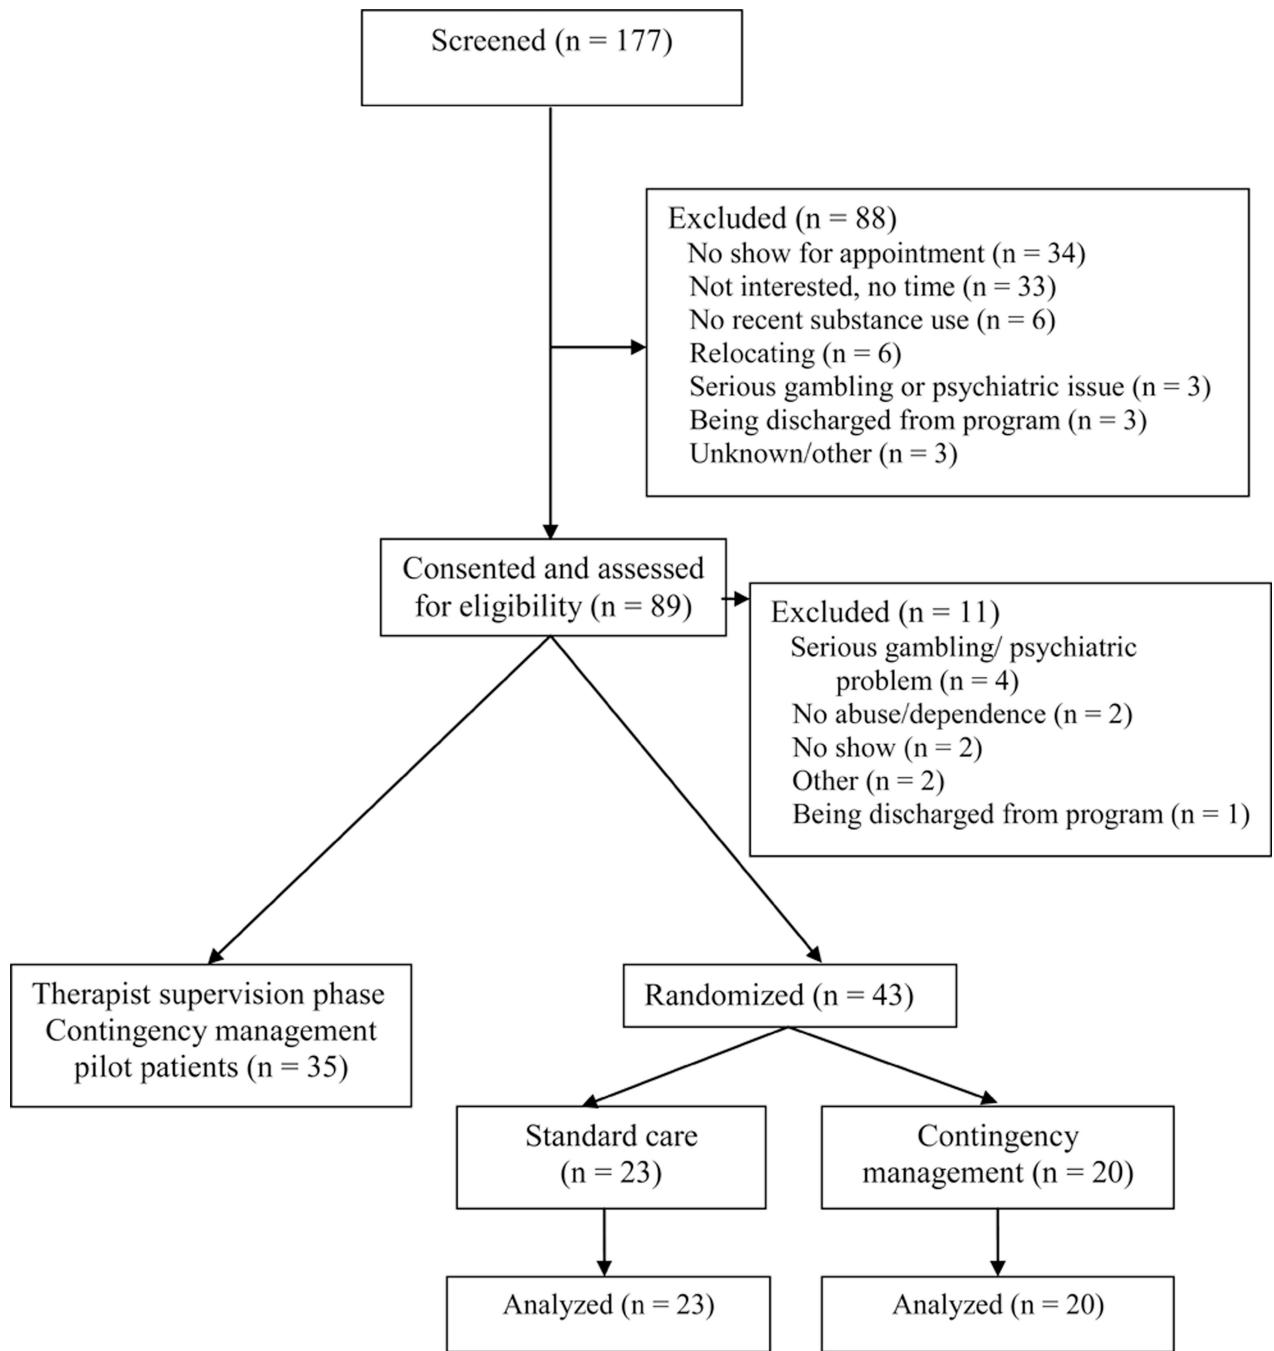 Screened (n = 177)
Excluded (n = 88)
No show for appointment (n = 34)
Not interested, no time (n = 33)
No recent substance use (n = 6)
Relocating (n = 6)
Serious gambling or psychiatric issue (n = 3)
Being discharged from program (n = 3)
Unknown/other (n = 3)
Consented and assessed
for eligibility (n = 89)
Excluded (n = 11)
Serious gambling/ psychiatric
problem (n = 4)
No abuse/dependence (n = 2)
No show (n = 2)
Other (n = 2)
Being discharged from program (n = 1)
Therapist supervision phase
Contingency management
pilot patients (n = 35)
Randomized (n = 43)
Standard care
(n = 23)
Contingency
management (n = 20)
Analyzed (n = 23)
Analyzed (n = 20)